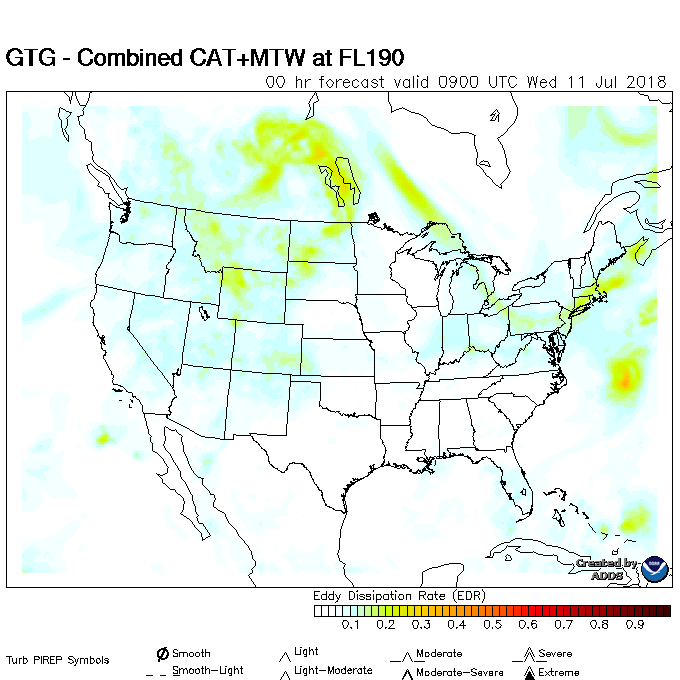 GTG - Combined CAT+MTW at FL190
00 hr forecast valid 0900 UTC Wed 11 Jul 2018
Created by
ADDS
Eddy Dissipation Rate (EDR)
0.1 0.2 0.3 0.4 0.5 0.6 0.7 0.8 0.9
Turb PIREP Symbols
Smooth Light Moderate Severe
Smooth-Light Light-Moderate Moderate-Severe Extreme